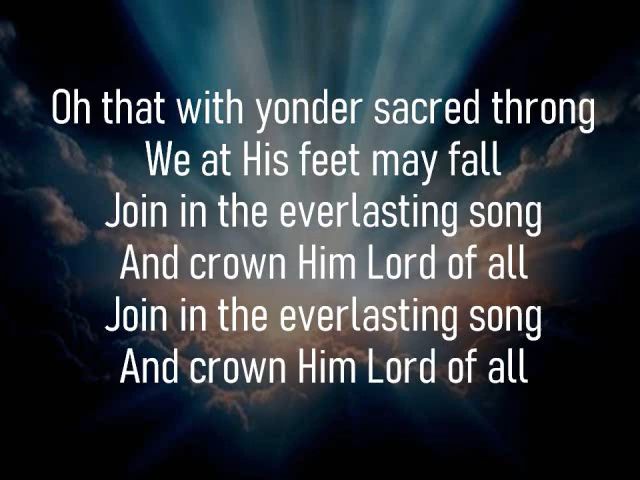 Oh that with yonder sacred throng
We at His feet may fall
Join in the everlasting song
And crown Him Lord of all
Join in the everlasting song
And crown Him Lord of all